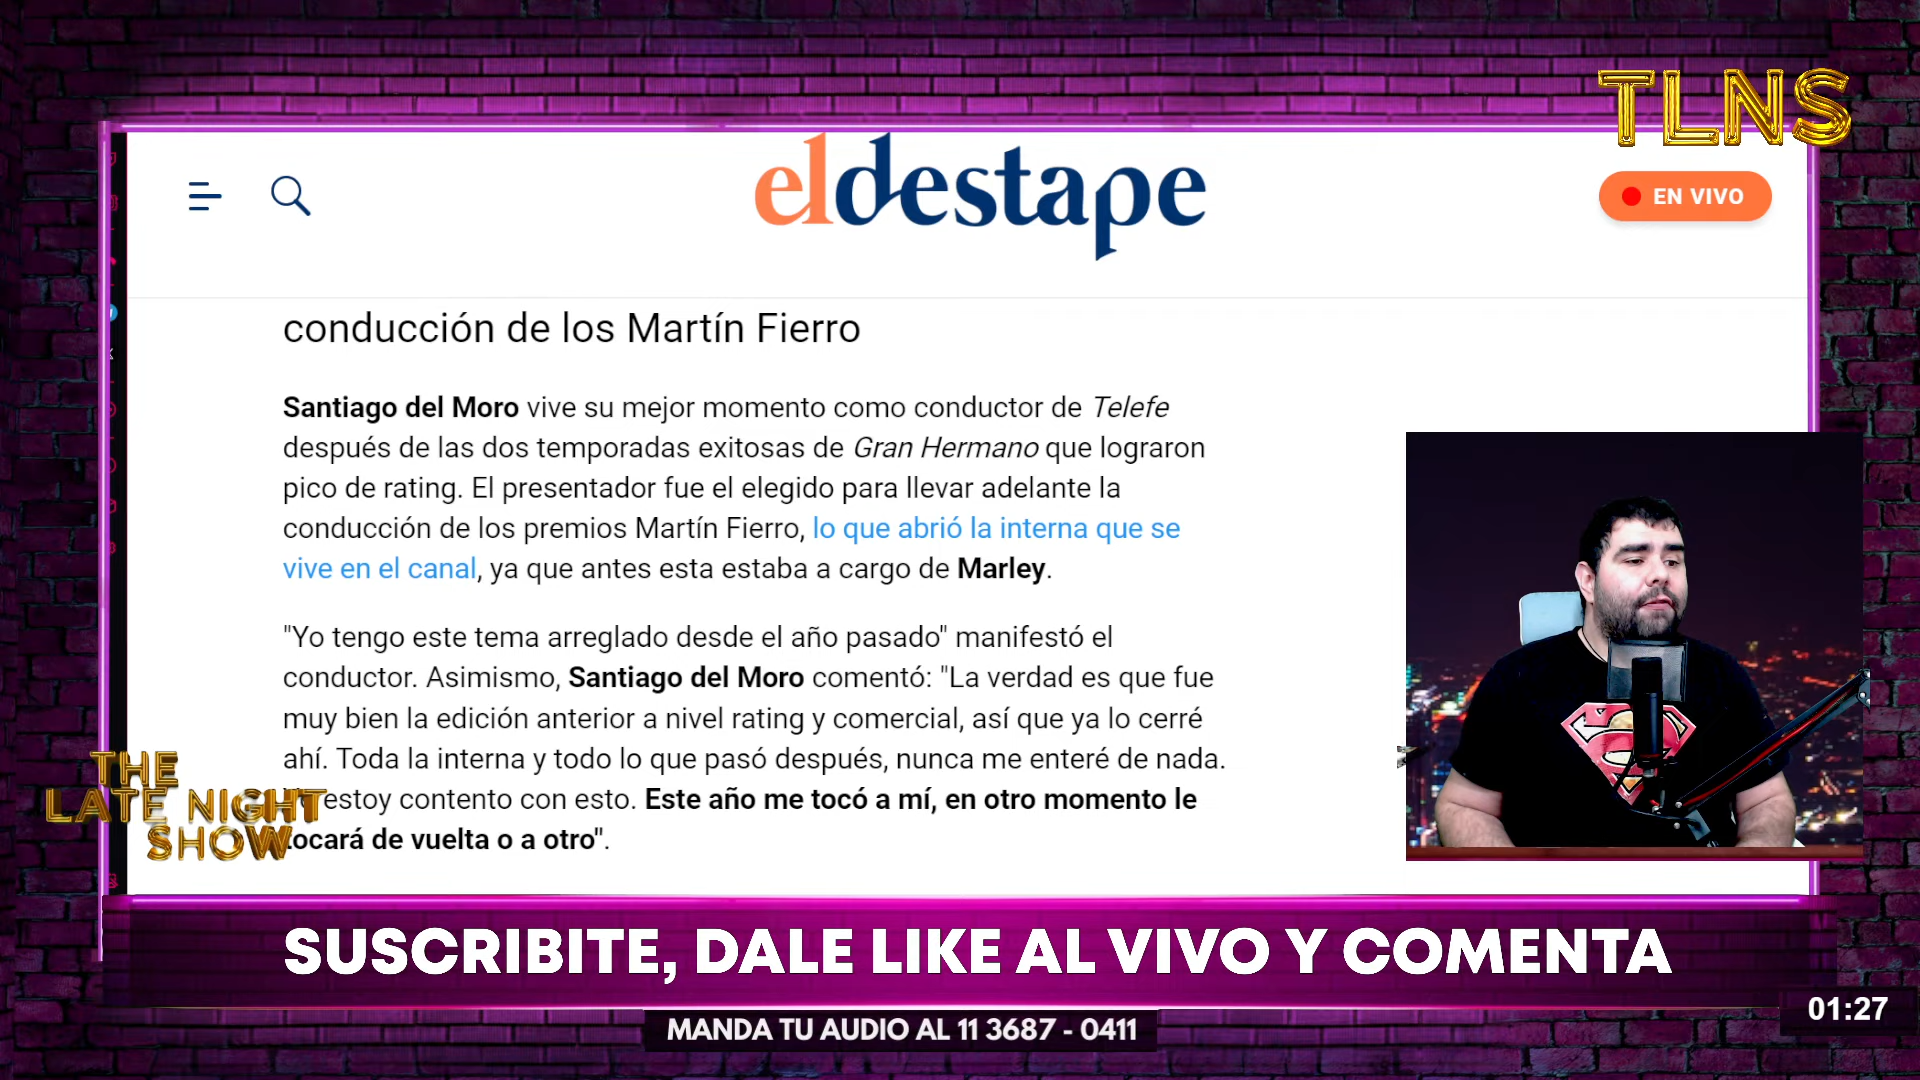 TLNS
eldestape
EN VIVO
conducción de los Martín Fierro
Santiago del Moro vive su mejor momento como conductor de Telefe
después de las dos temporadas exitosas de Gran Hermano que lograron
pico de rating. El presentador fue el elegido para llevar adelante la
conducción de los premios Martín Fierro, lo que abrió la interna que se
vive en el canal, ya que antes esta estaba a cargo de Marley.
"Yo tengo este tema arreglado desde el año pasado" manifestó el
conductor. Asimismo, Santiago del Moro comentó: "La verdad es que fue
muy bien la edición anterior a nivel rating y comercial, así que ya lo cerré
ahí. Toda la interna y todo lo que pasó después, nunca me enteré de nada.
estoy contento con esto. Este año me tocó a mí, en otro momento le
tocará de vuelta o a otro".
THE
LATE NIGHT
SHOW
SUSCRIBITE, DALE LIKE AL VIVO Y COMENTA
01:27
MANDA TU AUDIO AL 11 3687 - 0411